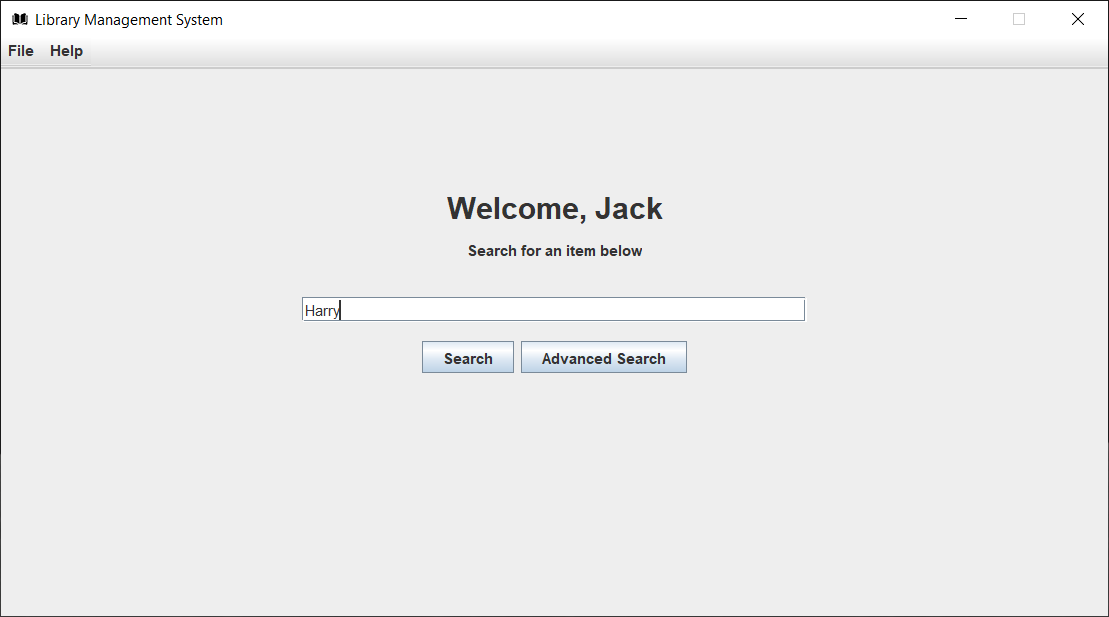 Library Management System
File Help
Welcome, Jack
Search for an item below
Harry
Search Advanced Search